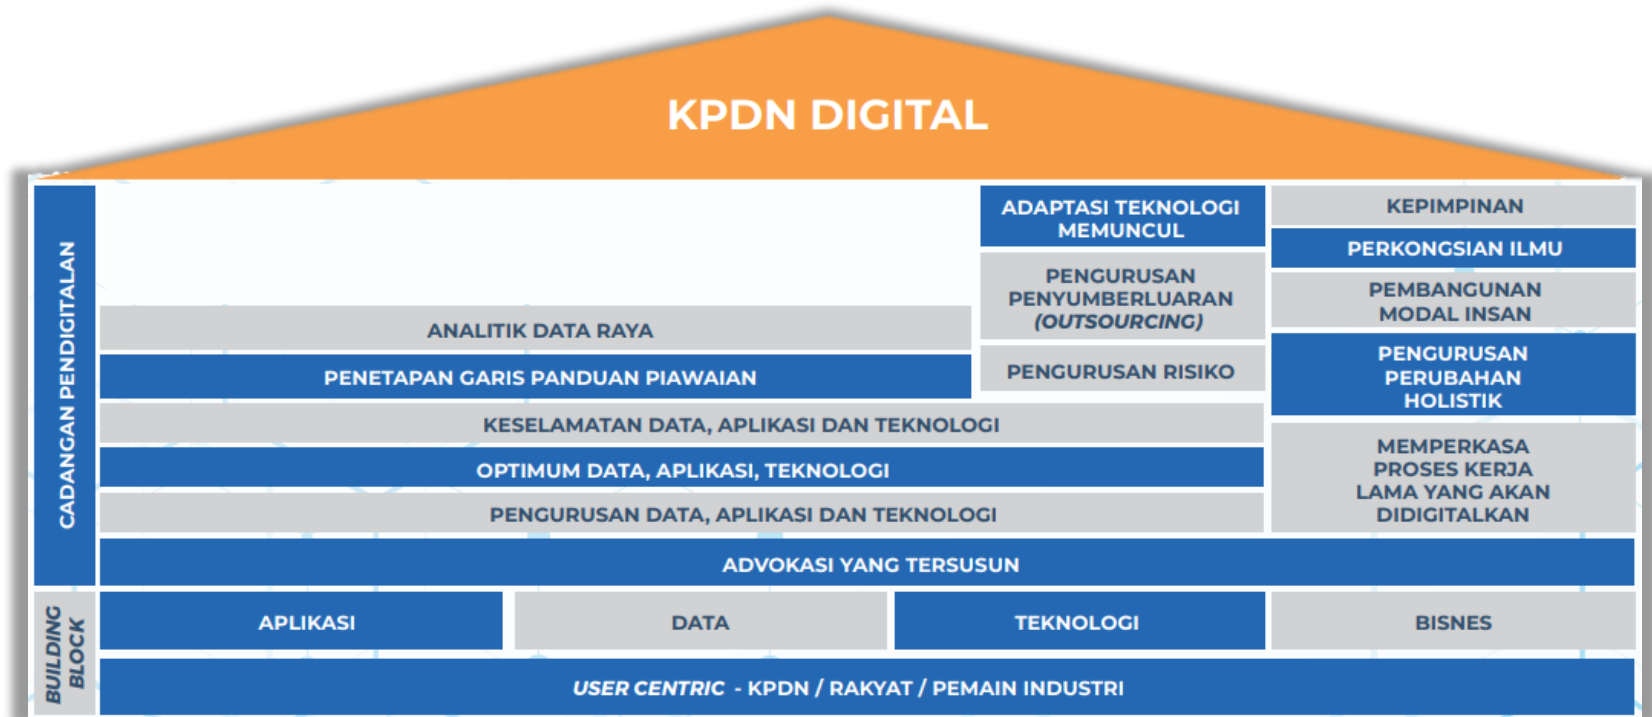 KPDN DIGITAL
CADANGAN PENDIGITALAN
ADAPTASI TEKNOLOGI
MEMUNCUL
KEPIMPINAN
PERKONGSIAN ILMU
PENGURUSAN
PENYUMBERLUARAN
(OUTSOURCING)
PEMBANGUNAN
MODAL INSAN
ANALITIK DATA RAYA
PENETAPAN GARIS PANDUAN PIAWAIAN
PENGURUSAN RISIKO
PENGURUSAN
PERUBAHAN
HOLISTIK
KESELAMATAN DATA, APLIKASI DAN TEKNOLOGI
OPTIMUM DATA, APLIKASI, TEKNOLOGI
PENGURUSAN DATA, APLIKASI DAN TEKNOLOGI
MEMPERKASA
PROSES KERJA
LAMA YANG AKAN
DIDIGITALKAN
ADVOKASI YANG TERSUSUN
BUILDING
BLOCK
APLIKASI
DATA
TEKNOLOGI
BISNES
USER CENTRIC - KPDN / RAKYAT / PEMAIN INDUSTRI